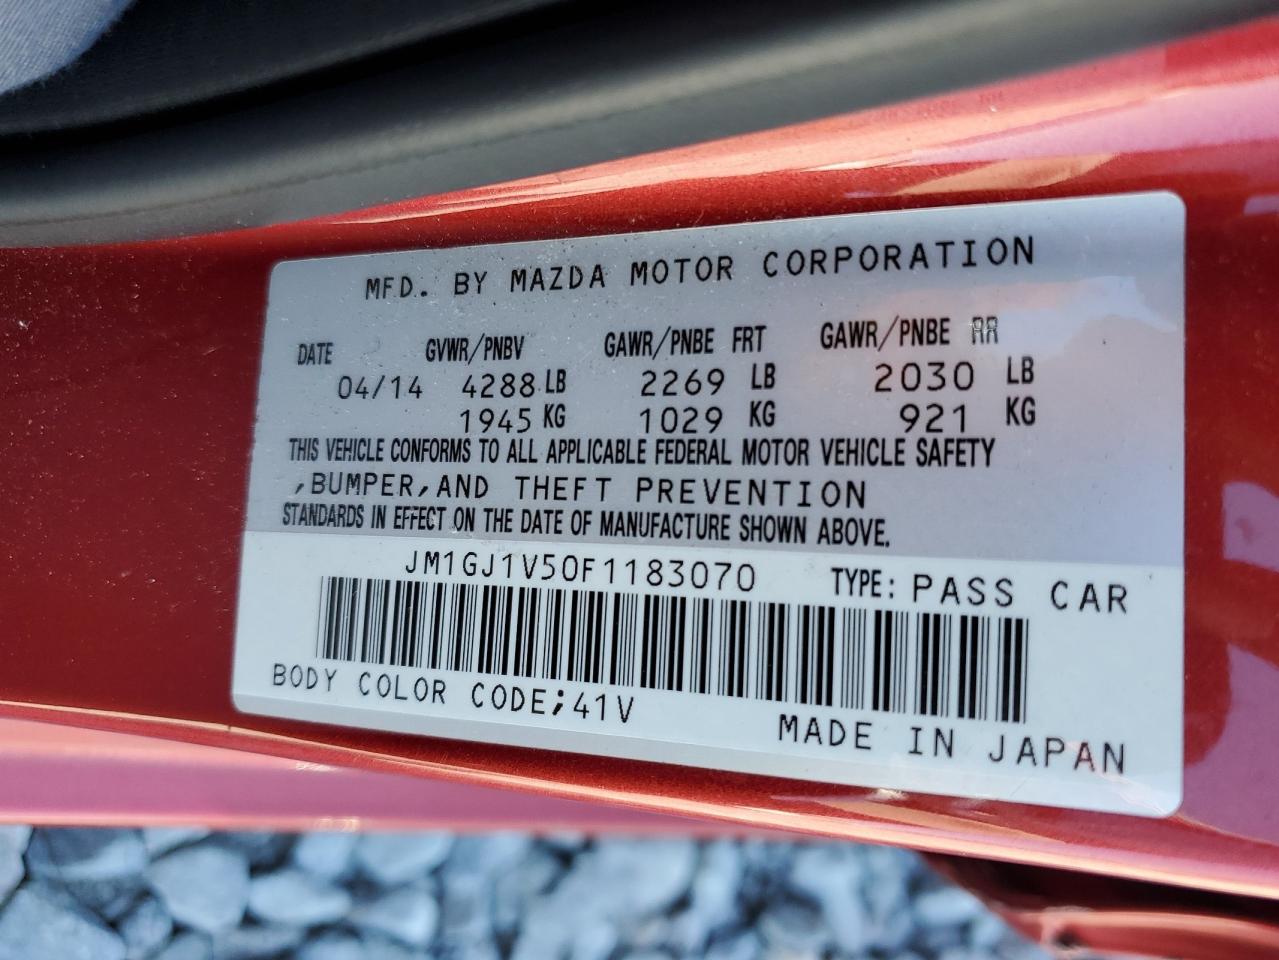 MFD. BY MAZDA MOTOR CORPORATION
DATE GVWR/PNBV GAWR/PNBE FRT GAWR/PNBE RR
04/14 4288 LB 2269 LB 2030 LB
1945 KG 1029 KG 921 KG
THIS VEHICLE CONFORMS TO ALL APPLICABLE FEDERAL MOTOR VEHICLE SAFETY
,BUMPER,AND THEFT PREVENTION
STANDARDS IN EFFECT ON THE DATE OF MANUFACTURE SHOWN ABOVE.
JM1GJ1V50F1183070 TYPE: PASS CAR
BODY COLOR CODE;41V
MADE IN JAPAN